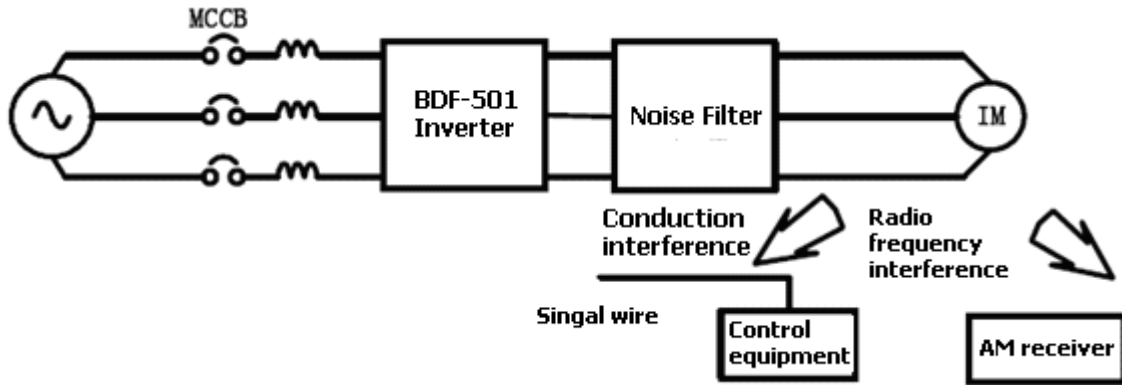 MCCB
BDF-501
Inverter
Noise Filter
IM
Conduction
interference
Radio
frequency
interference
Singal wire
Control
equipment
AM receiver